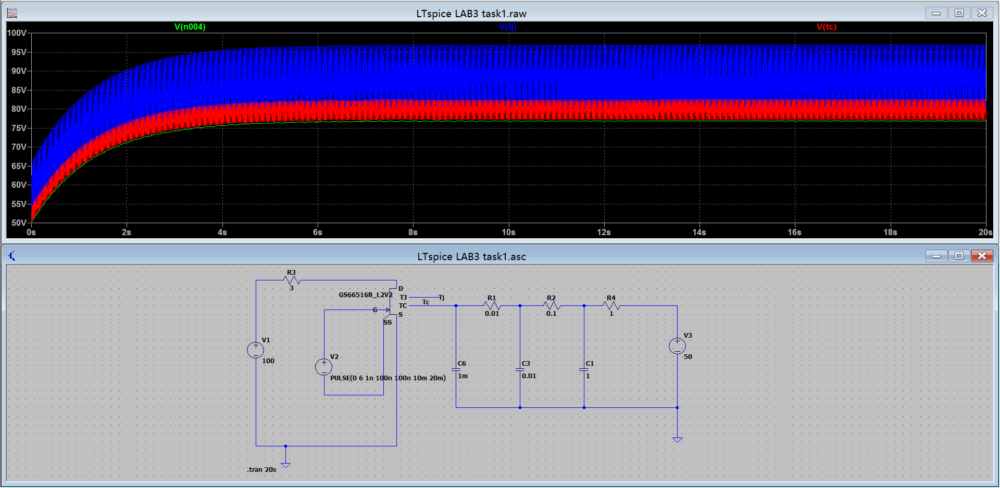 LTspice LAB3 task1.raw
V(n004) V(tj) V(tc)
100V
95V
90V
85V
80V
75V
70V
65V
60V
55V
50V
0s 2s 4s 6s 8s 10s 12s 14s 16s 18s 20s
LTspice LAB3 task1.asc
R3
3
D
GS66516B_L2V2
TJ
Tj
TC
Tc
G
S
SS
R1
0.01
R2
0.1
R4
1
V1
100
V2
PULSE(0 6 1n 100n 100n 10m 20m)
C6
1m
C3
0.01
C1
1
V3
50
.tran 20s